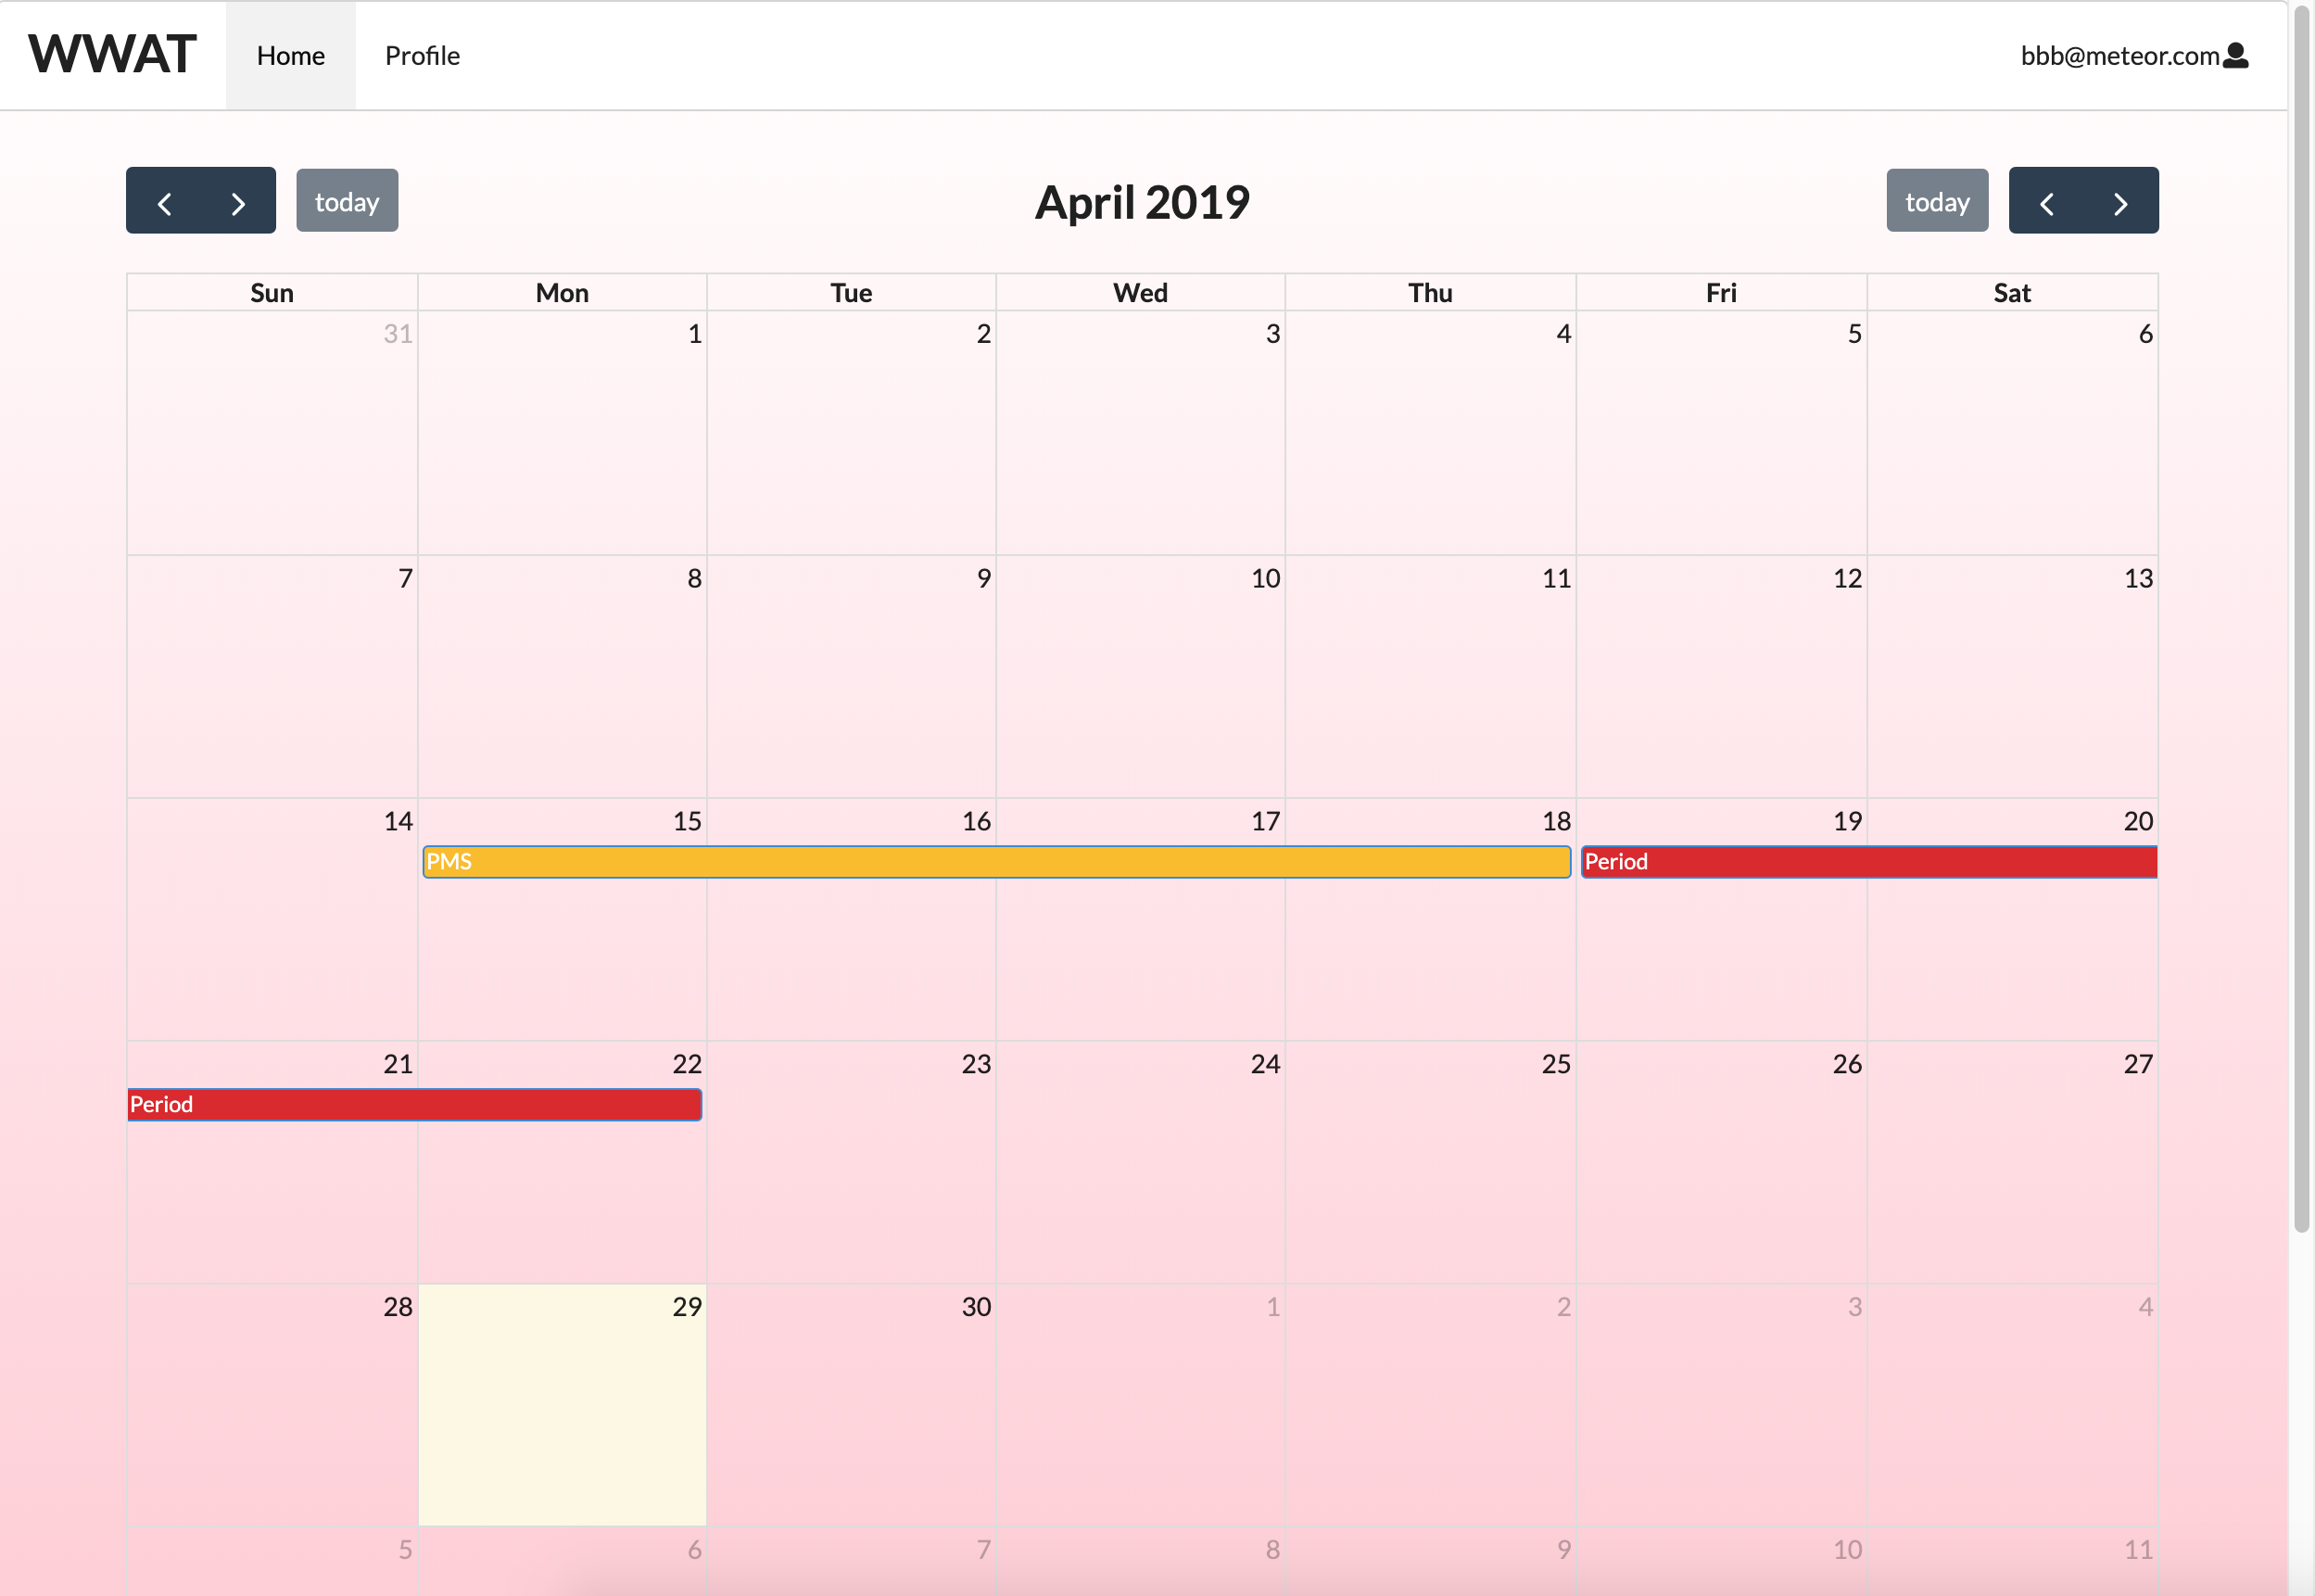 WWAT Home Profile bbb@meteor.com
today April 2019 today
Sun Mon Tue Wed Thu Fri Sat
31 1 2 3 4 5 6
7 8 9 10 11 12 13
14 15 16 17 18 19 20
PMS Period
21 22 23 24 25 26 27
Period
28 29 30 1 2 3 4
5 6 7 8 9 10 11